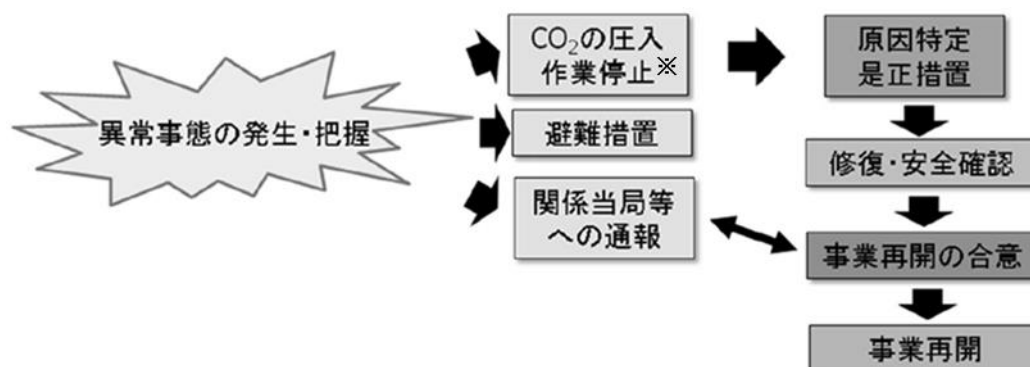 異常事態の発生・把握
CO₂の圧入
作業停止※
避難措置
関係当局等
への通報
原因特定
是正措置
修復・安全確認
事業再開の合意
事業再開